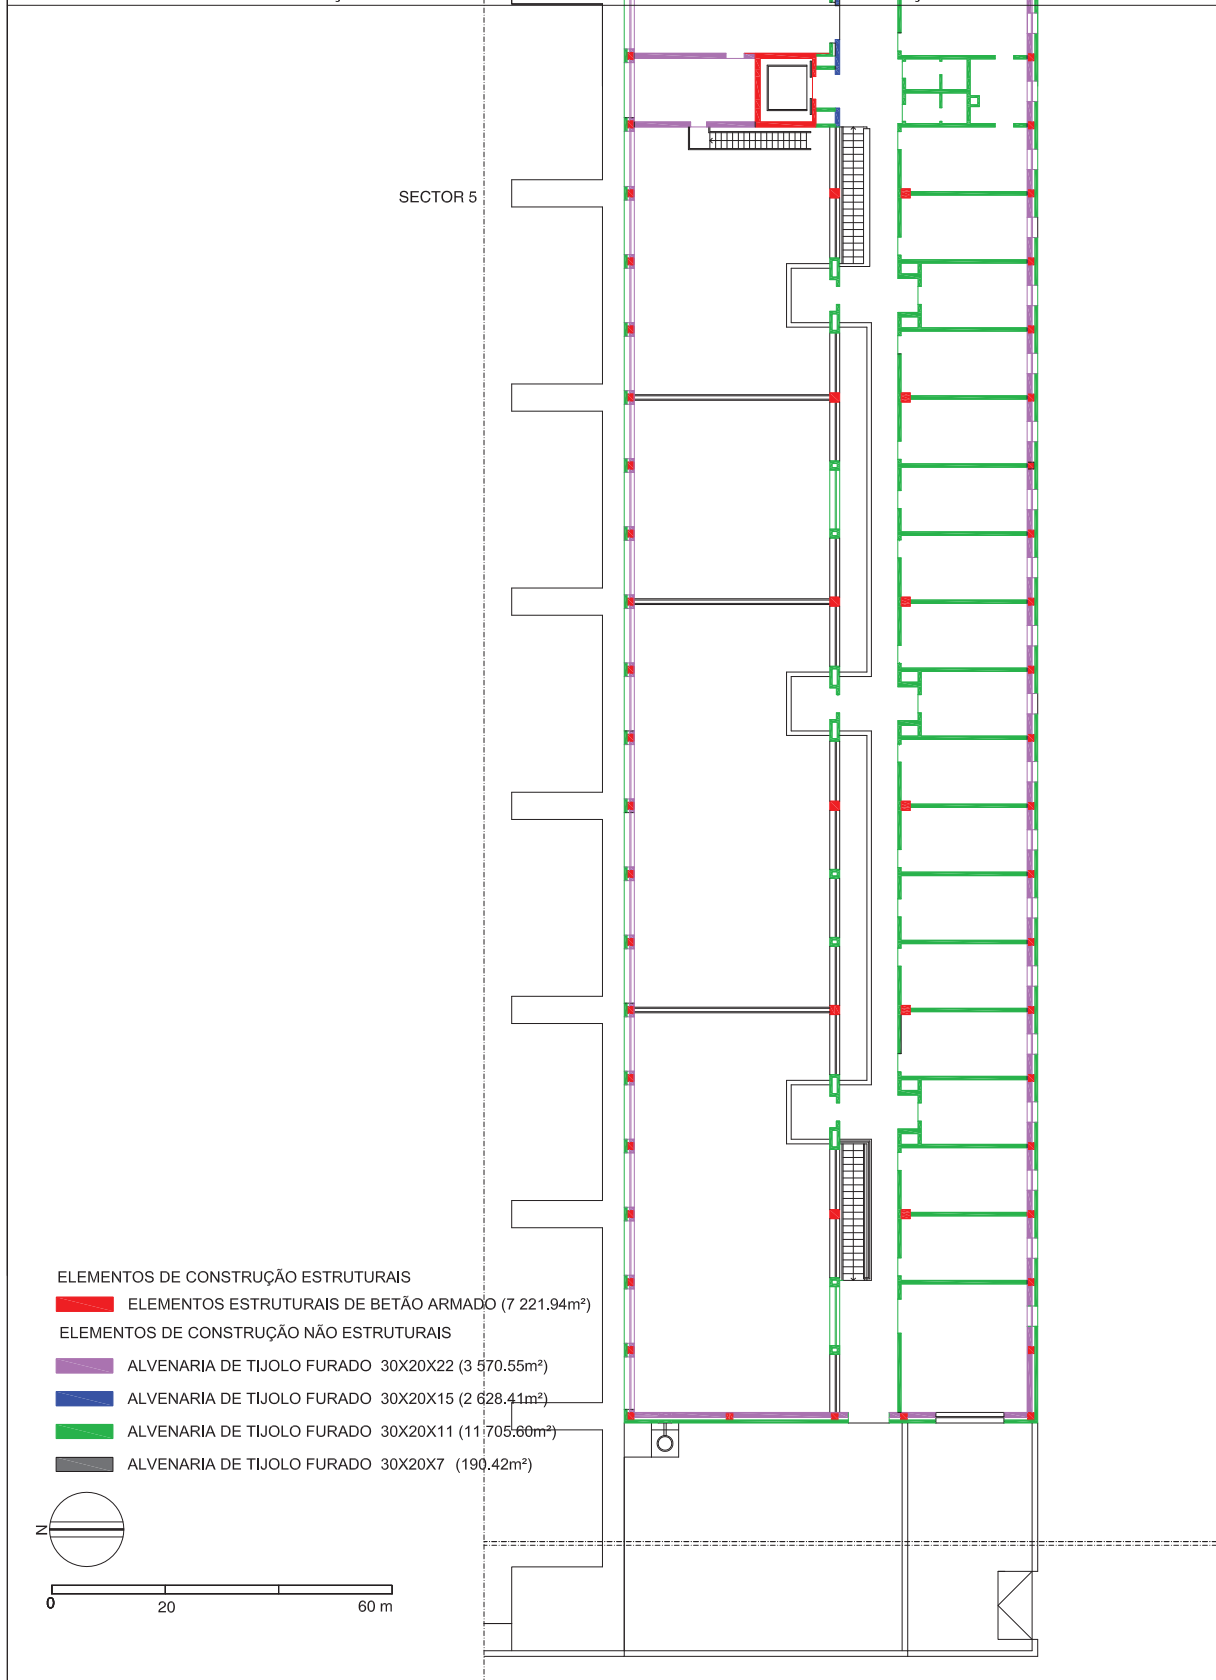 SECTOR 5
ELEMENTOS DE CONSTRUÇÃO ESTRUTURAIS
ELEMENTOS ESTRUTURAIS DE BETÃO ARMADO (7 221.94m²)
ELEMENTOS DE CONSTRUÇÃO NÃO ESTRUTURAIS
ALVENARIA DE TIJOLO FURADO 30X20X22 (3 570.55m²)
ALVENARIA DE TIJOLO FURADO 30X20X15 (2 628.41m²)
ALVENARIA DE TIJOLO FURADO 30X20X11 (11 705.60m²)
ALVENARIA DE TIJOLO FURADO 30X20X7 (190.42m²)
N
0 20 60 m